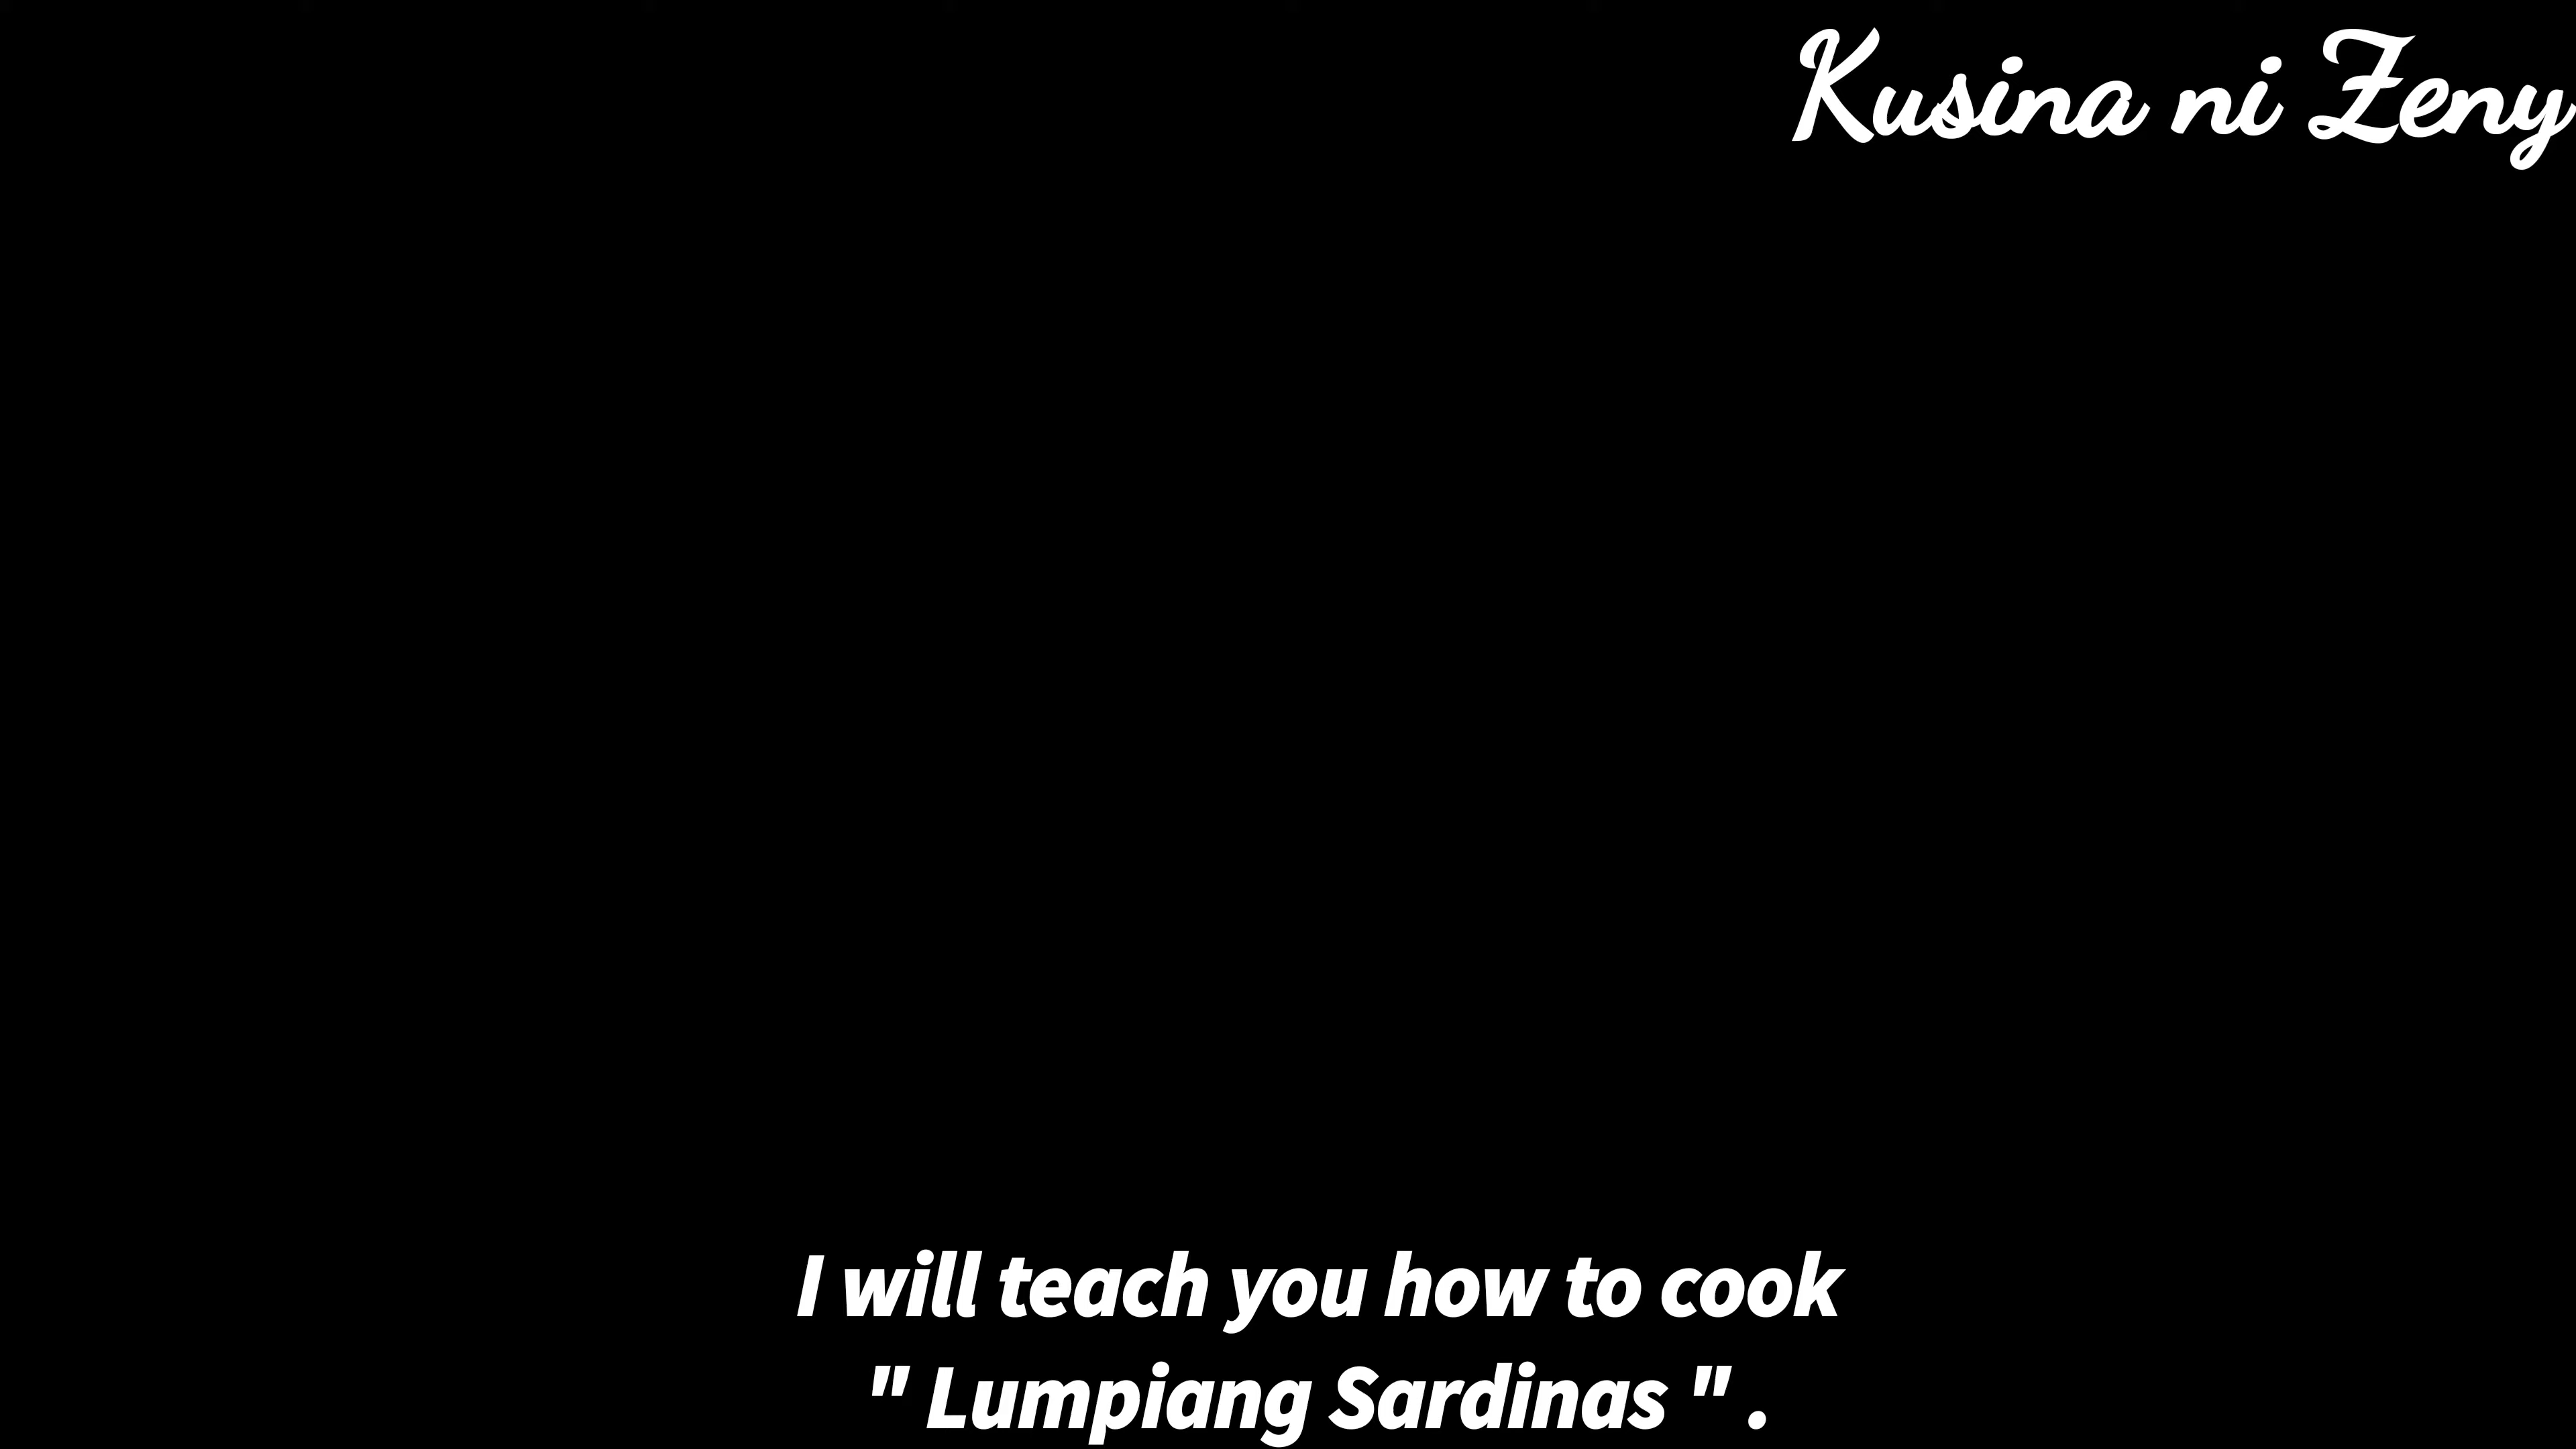 Kusina ni Zeny
I will teach you how to cook
" Lumpiang Sardinas " .